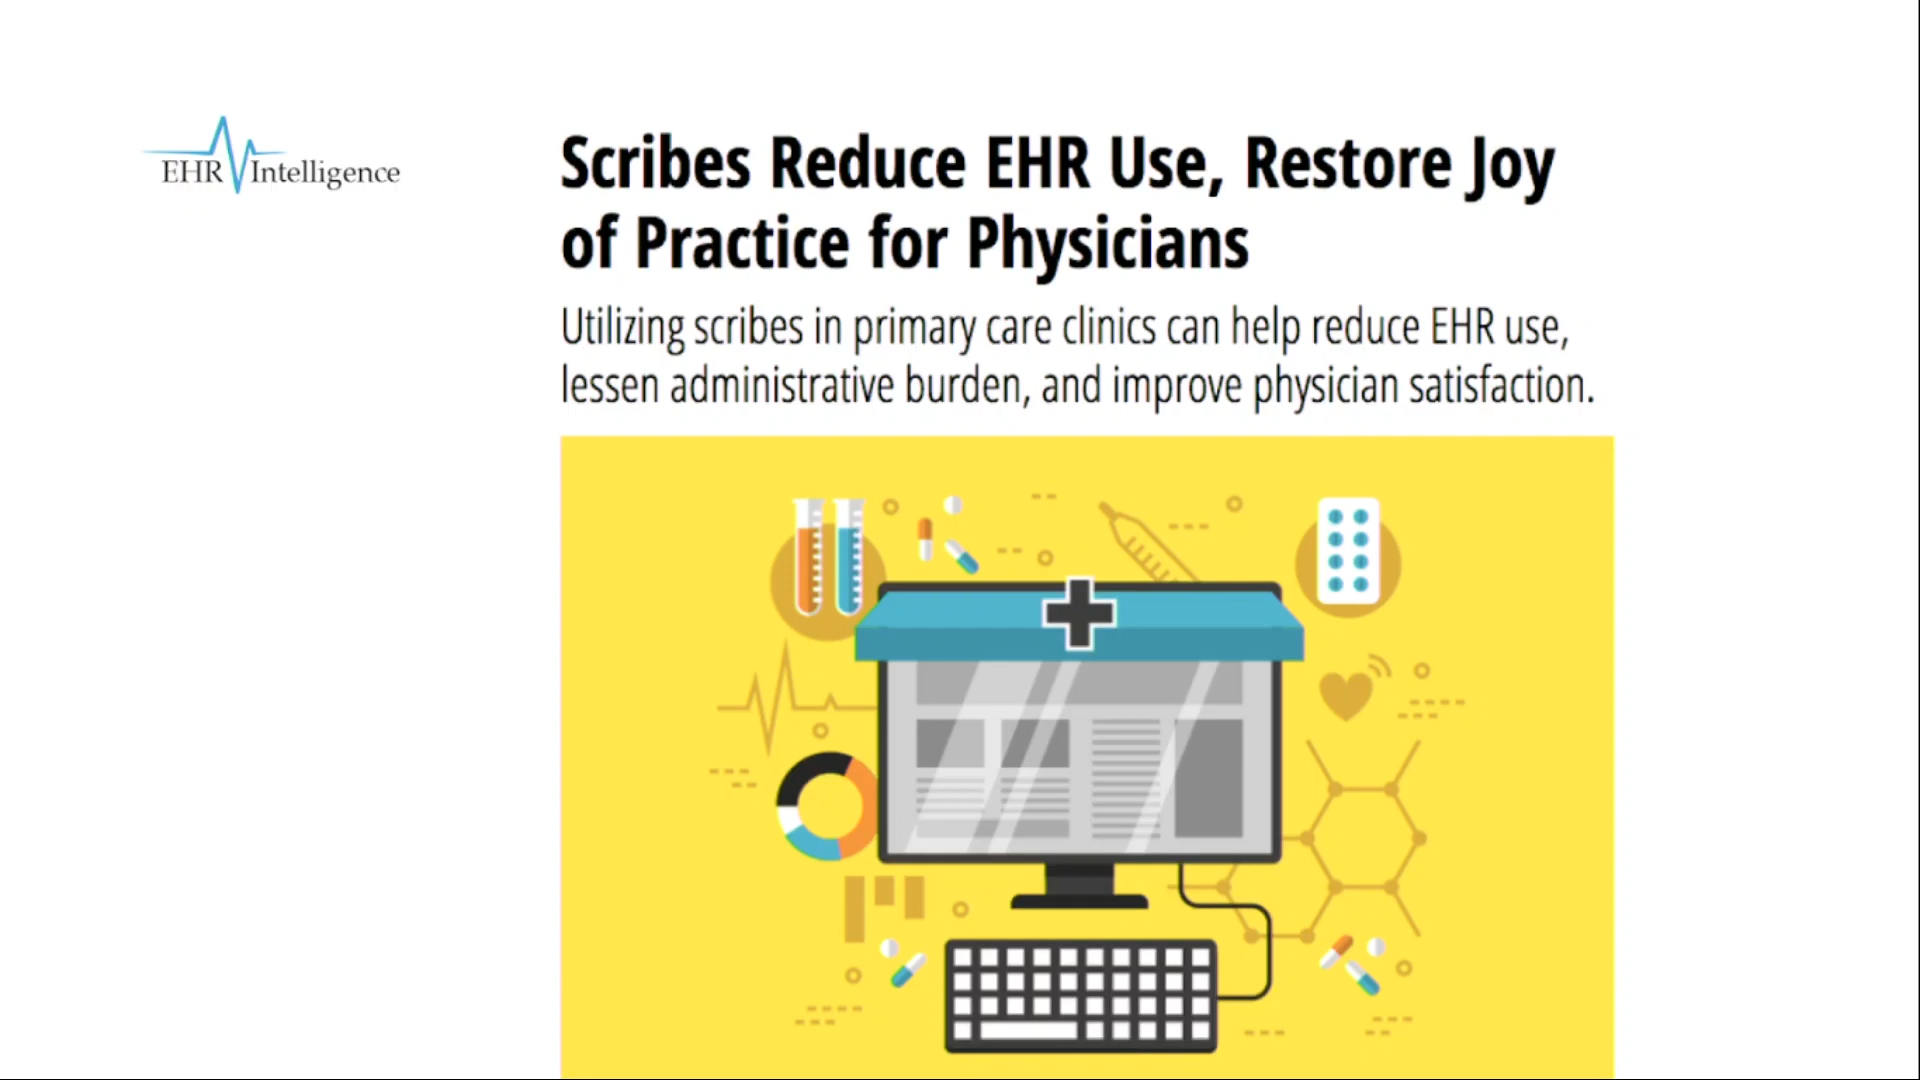 EHR Intelligence
Scribes Reduce EHR Use, Restore Joy
of Practice for Physicians
Utilizing scribes in primary care clinics can help reduce EHR use,
lessen administrative burden, and improve physician satisfaction.